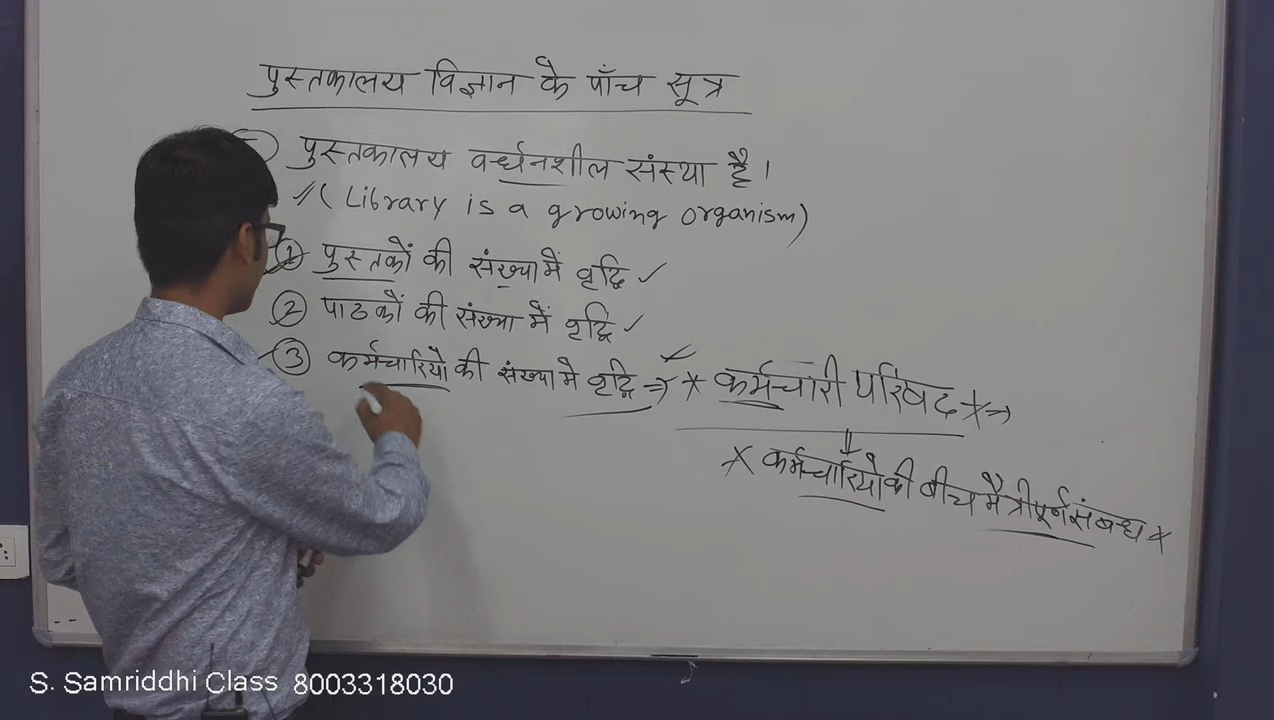 पुस्तकालय विज्ञान के पाँच सूत्र
पुस्तकालय वर्धनशील संस्था है।
(Library is a growing organism)
① पुस्तकों की संख्या में वृद्धि ✓
② पाठकों की संख्या में वृद्धि ✓
③ कर्मचारियों की संख्या में वृद्धि ⇒ * कर्मचारी परिषद * ⇒
* कर्मचारियो की बीच मैत्रीपूर्ण संबन्ध *
S. Samriddhi Class 8003318030